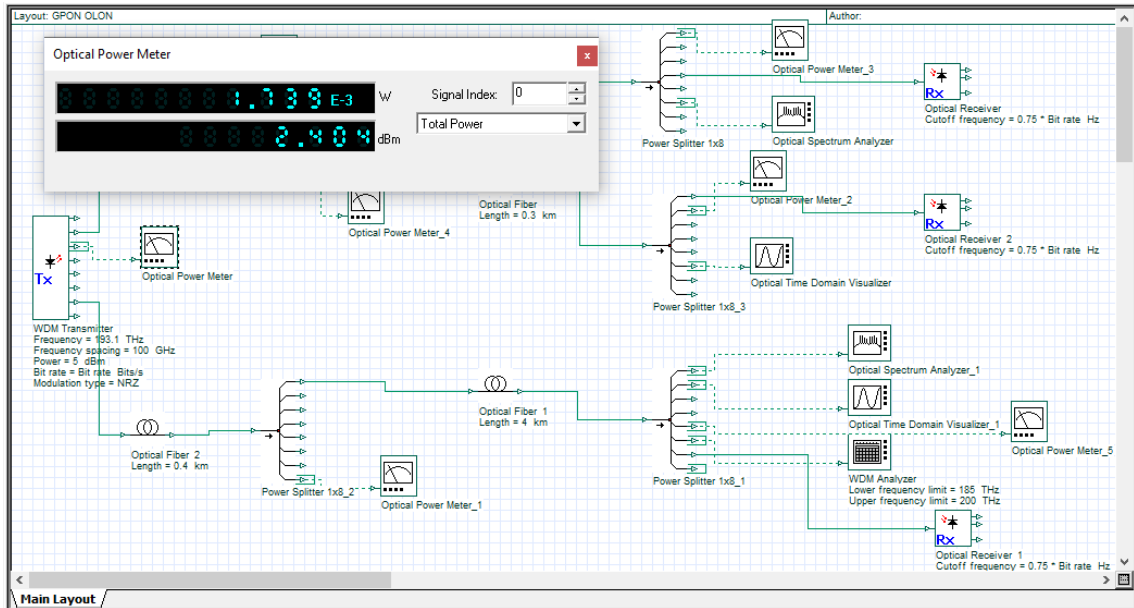 Layout: GPON OLON
Author:
Optical Power Meter
x
1.739 E-3 W
Signal Index: 0
2.404 dBm
Total Power
Optical Power Meter_3
Rx
Optical Receiver
Cutoff frequency = 0.75 * Bit rate Hz
Power Splitter 1x8
Optical Spectrum Analyzer
Optical Fiber
Length = 0.3 km
Optical Power Meter_2
Optical Power Meter_4
Rx
Optical Receiver 2
Cutoff frequency = 0.75 * Bit rate Hz
Tx
Optical Power Meter
Optical Time Domain Visualizer
Power Splitter 1x8_3
WDM Transmitter
Frequency = 193.1 THz
Frequency spacing = 100 GHz
Power = 5 dBm
Bit rate = Bit rate Bits/s
Modulation type = NRZ
Optical Spectrum Analyzer_1
Optical Fiber 1
Length = 4 km
Optical Time Domain Visualizer_1
Optical Fiber 2
Length = 0.4 km
Optical Power Meter_5
Power Splitter 1x8_2
Optical Power Meter_1
Power Splitter 1x8_1
WDM Analyzer
Lower frequency limit = 185 THz
Upper frequency limit = 200 THz
Rx
Optical Receiver 1
Cutoff frequency = 0.75 * Bit rate Hz
Main Layout